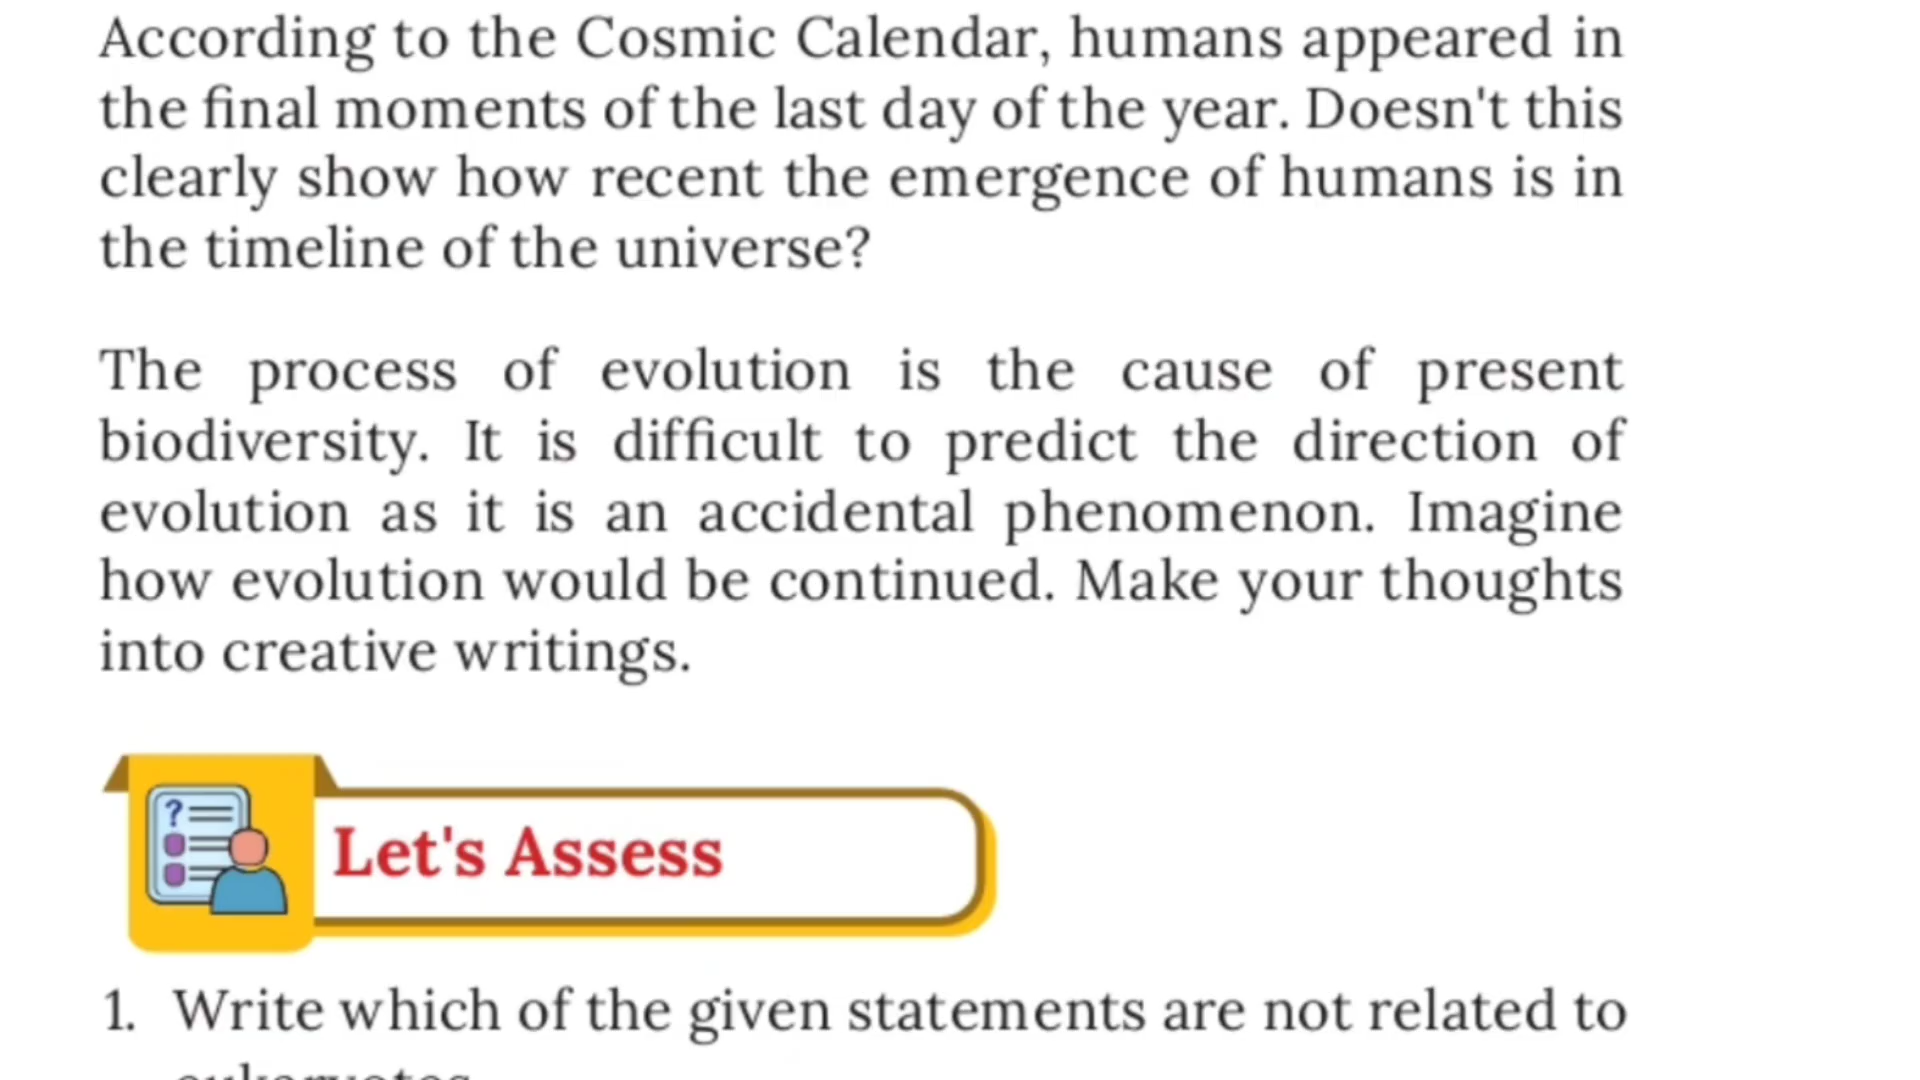 According to the Cosmic Calendar, humans appeared in
the final moments of the last day of the year. Doesn't this
clearly show how recent the emergence of humans is in
the timeline of the universe?
The process of evolution is the cause of present
biodiversity. It is difficult to predict the direction of
evolution as it is an accidental phenomenon. Imagine
how evolution would be continued. Make your thoughts
into creative writings.
?
Let's Assess
1. Write which of the given statements are not related to